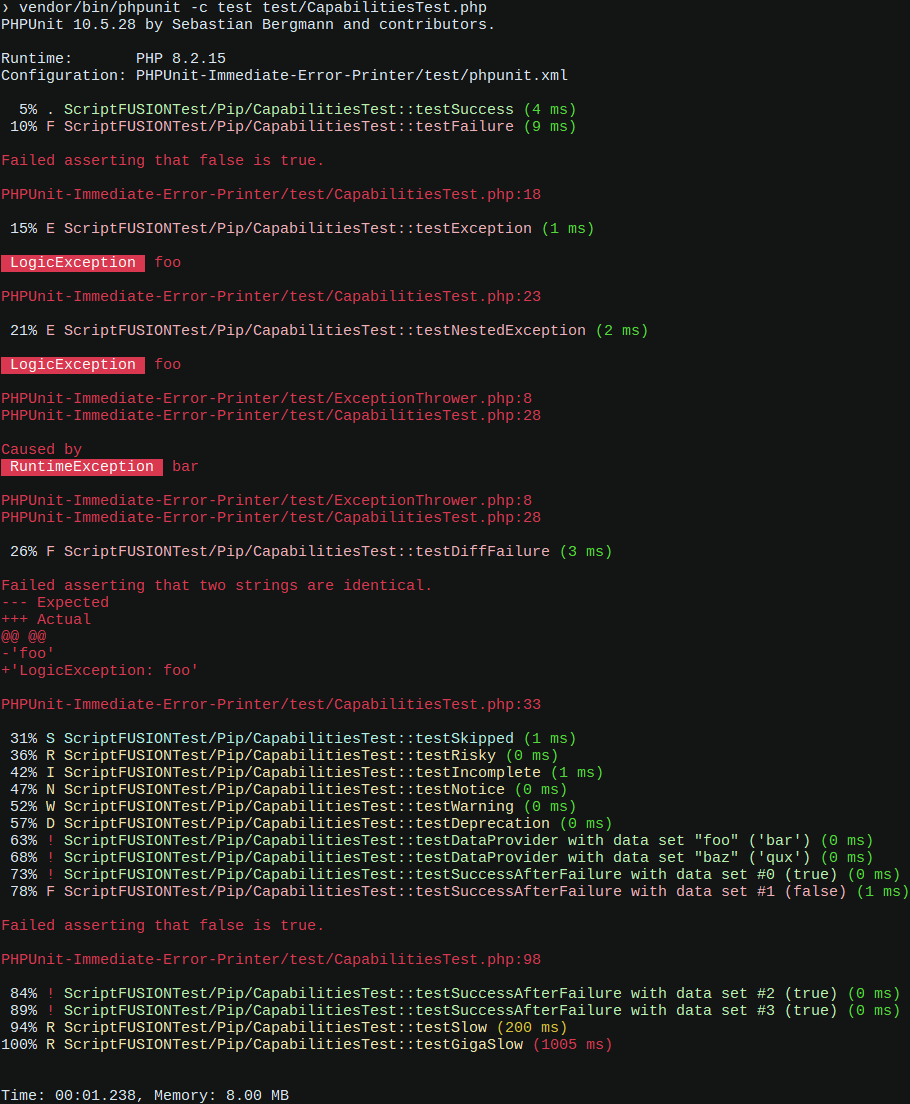 ❯ vendor/bin/phpunit -c test test/CapabilitiesTest.php
PHPUnit 10.5.28 by Sebastian Bergmann and contributors.
Runtime:       PHP 8.2.15
Configuration: PHPUnit-Immediate-Error-Printer/test/phpunit.xml
  5% . ScriptFUSIONTest/Pip/CapabilitiesTest::testSuccess (4 ms)
 10% F ScriptFUSIONTest/Pip/CapabilitiesTest::testFailure (9 ms)
Failed asserting that false is true.
PHPUnit-Immediate-Error-Printer/test/CapabilitiesTest.php:18
 15% E ScriptFUSIONTest/Pip/CapabilitiesTest::testException (1 ms)
 LogicException  foo
PHPUnit-Immediate-Error-Printer/test/CapabilitiesTest.php:23
 21% E ScriptFUSIONTest/Pip/CapabilitiesTest::testNestedException (2 ms)
 LogicException  foo
PHPUnit-Immediate-Error-Printer/test/ExceptionThrower.php:8
PHPUnit-Immediate-Error-Printer/test/CapabilitiesTest.php:28
Caused by
 RuntimeException  bar
PHPUnit-Immediate-Error-Printer/test/ExceptionThrower.php:8
PHPUnit-Immediate-Error-Printer/test/CapabilitiesTest.php:28
 26% F ScriptFUSIONTest/Pip/CapabilitiesTest::testDiffFailure (3 ms)
Failed asserting that two strings are identical.
--- Expected
+++ Actual
@@ @@
-'foo'
+'LogicException: foo'
PHPUnit-Immediate-Error-Printer/test/CapabilitiesTest.php:33
 31% S ScriptFUSIONTest/Pip/CapabilitiesTest::testSkipped (1 ms)
 36% R ScriptFUSIONTest/Pip/CapabilitiesTest::testRisky (0 ms)
 42% I ScriptFUSIONTest/Pip/CapabilitiesTest::testIncomplete (1 ms)
 47% N ScriptFUSIONTest/Pip/CapabilitiesTest::testNotice (0 ms)
 52% W ScriptFUSIONTest/Pip/CapabilitiesTest::testWarning (0 ms)
 57% D ScriptFUSIONTest/Pip/CapabilitiesTest::testDeprecation (0 ms)
 63% ! ScriptFUSIONTest/Pip/CapabilitiesTest::testDataProvider with data set "foo" ('bar') (0 ms)
 68% ! ScriptFUSIONTest/Pip/CapabilitiesTest::testDataProvider with data set "baz" ('qux') (0 ms)
 73% ! ScriptFUSIONTest/Pip/CapabilitiesTest::testSuccessAfterFailure with data set #0 (true) (0 ms)
 78% F ScriptFUSIONTest/Pip/CapabilitiesTest::testSuccessAfterFailure with data set #1 (false) (1 ms)
Failed asserting that false is true.
PHPUnit-Immediate-Error-Printer/test/CapabilitiesTest.php:98
 84% ! ScriptFUSIONTest/Pip/CapabilitiesTest::testSuccessAfterFailure with data set #2 (true) (0 ms)
 89% ! ScriptFUSIONTest/Pip/CapabilitiesTest::testSuccessAfterFailure with data set #3 (true) (0 ms)
 94% R ScriptFUSIONTest/Pip/CapabilitiesTest::testSlow (200 ms)
100% R ScriptFUSIONTest/Pip/CapabilitiesTest::testGigaSlow (1005 ms)
Time: 00:01.238, Memory: 8.00 MB